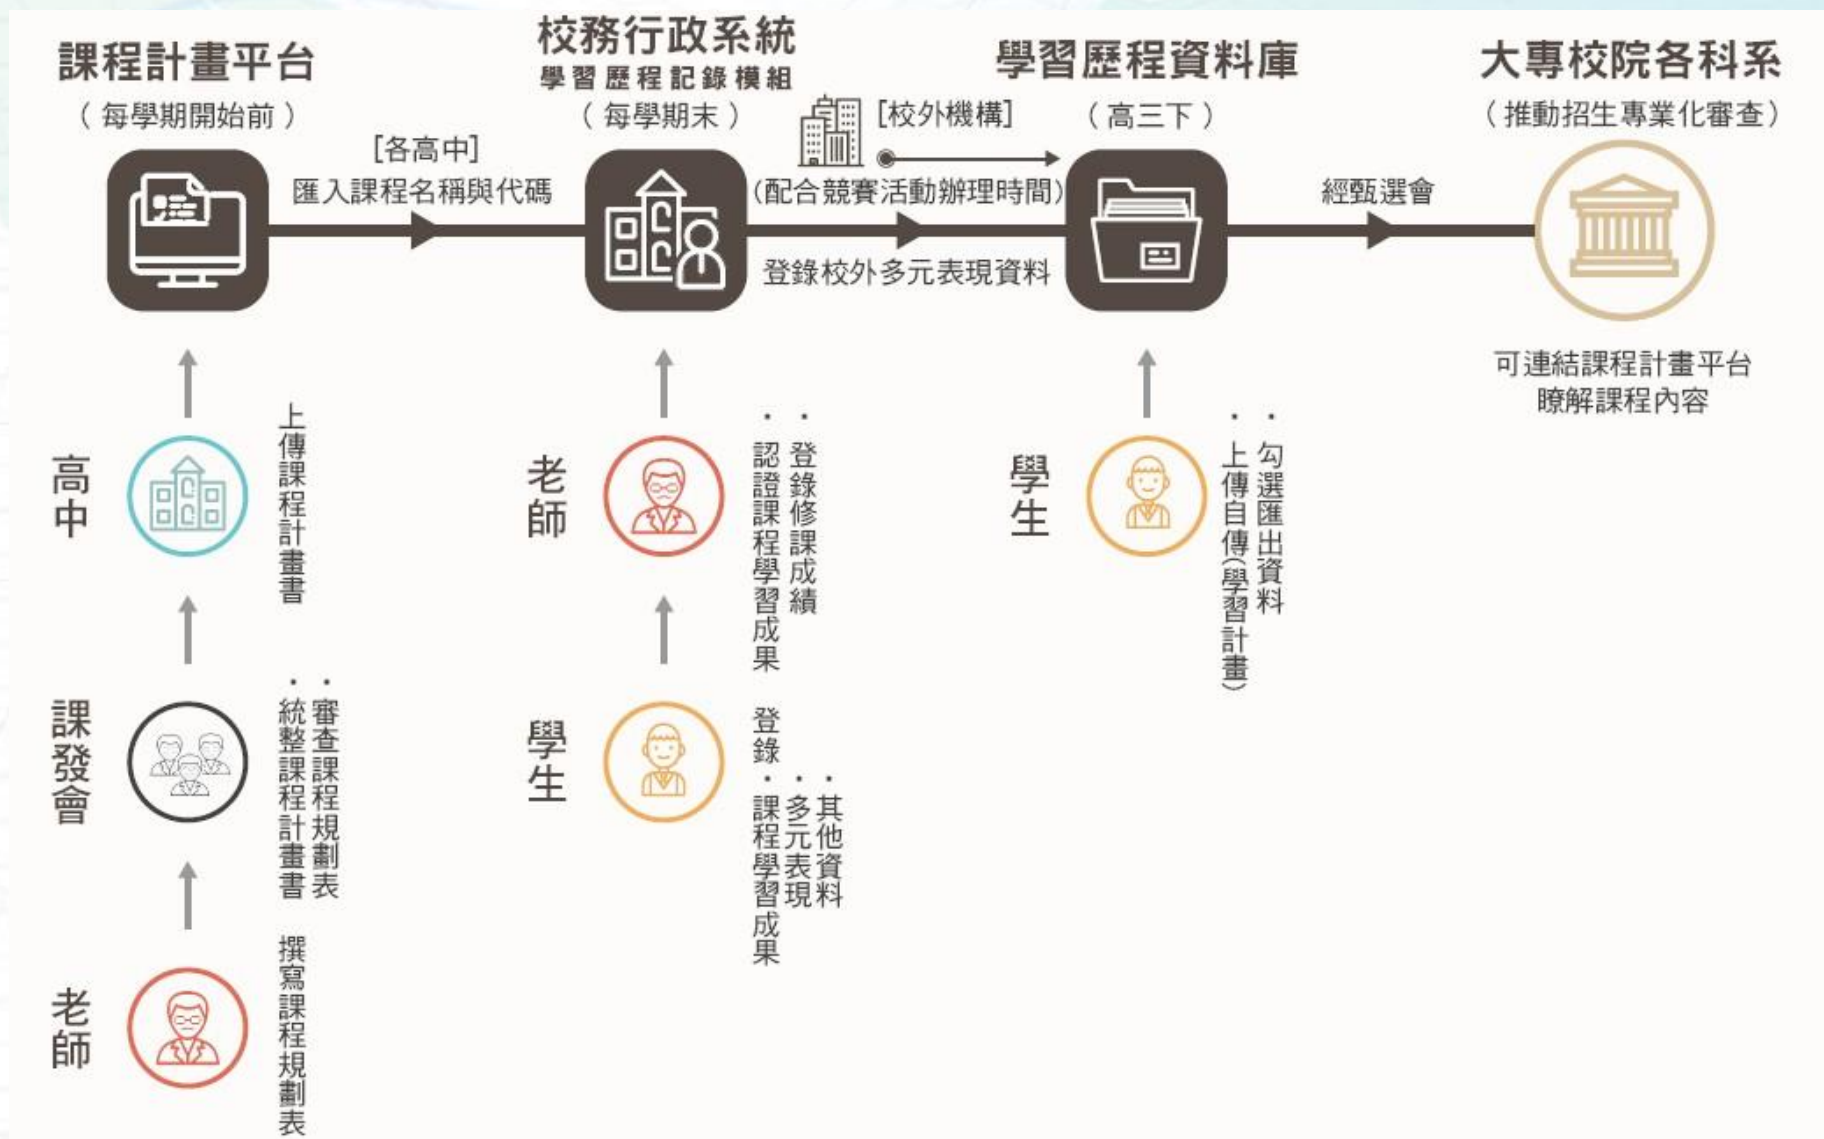 課程計畫平台
（每學期開始前）
[各高中]
匯入課程名稱與代碼
校務行政系統
學習歷程記錄模組
（每學期末）
[校外機構]
(配合競賽活動辦理時間)
登錄校外多元表現資料
學習歷程資料庫
（高三下）
經甄選會
大專校院各科系
（推動招生專業化審查）
可連結課程計畫平台
瞭解課程內容
高中
上傳課程計畫書
課發會
・審查課程規劃表
・統整課程計畫書
老師
撰寫課程規劃表
老師
・登錄修課成績
・認證課程學習成果
學生
登錄
・其他資料
・多元表現
・課程學習成果
學生
・勾選匯出資料
・上傳自傳(學習計畫)